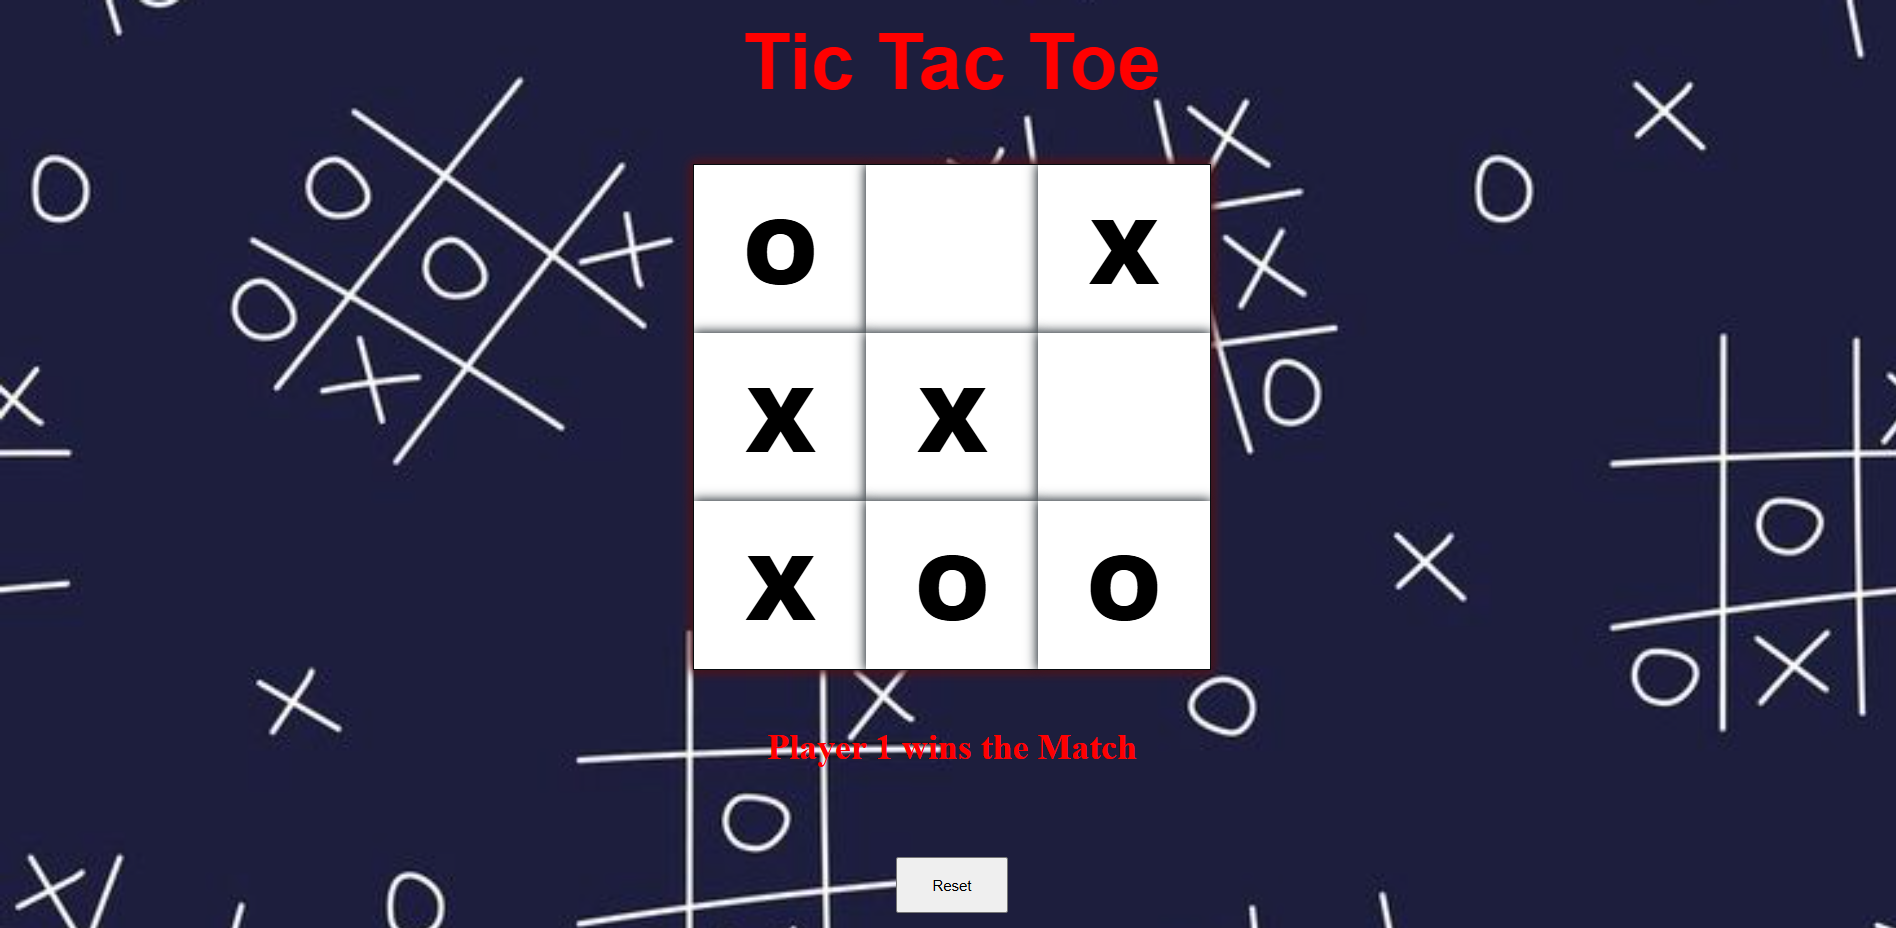 Tic Tac Toe
O X
X X
X O O
Player 1 wins the Match
Reset